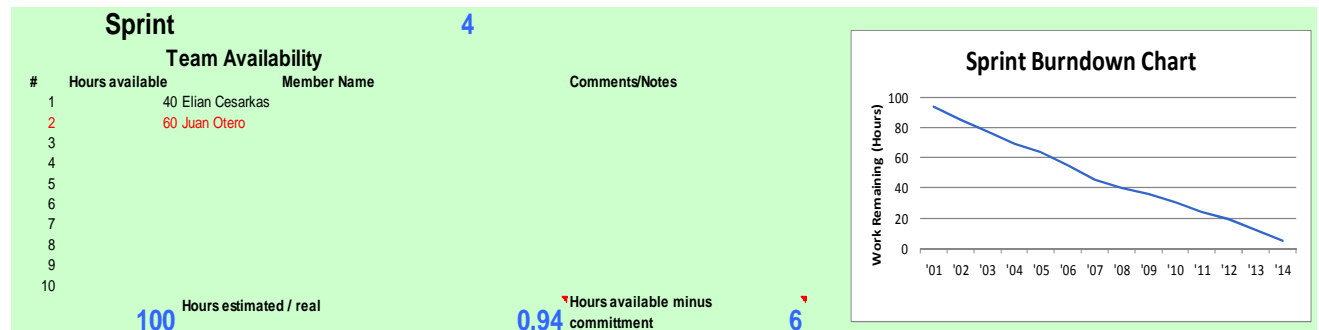 Sprint 4
Team Availability
# Hours available Member Name Comments/Notes
1 40 Elian Cesarkas
2 60 Juan Otero
3
4
5
6
7
8
9
10
100 Hours estimated / real 0,94 Hours available minus
committment 6
Sprint Burndown Chart
Work Remaining (Hours)
100
80
60
40
20
0
'01 '02 '03 '04 '05 '06 '07 '08 '09 '10 '11 '12 '13 '14